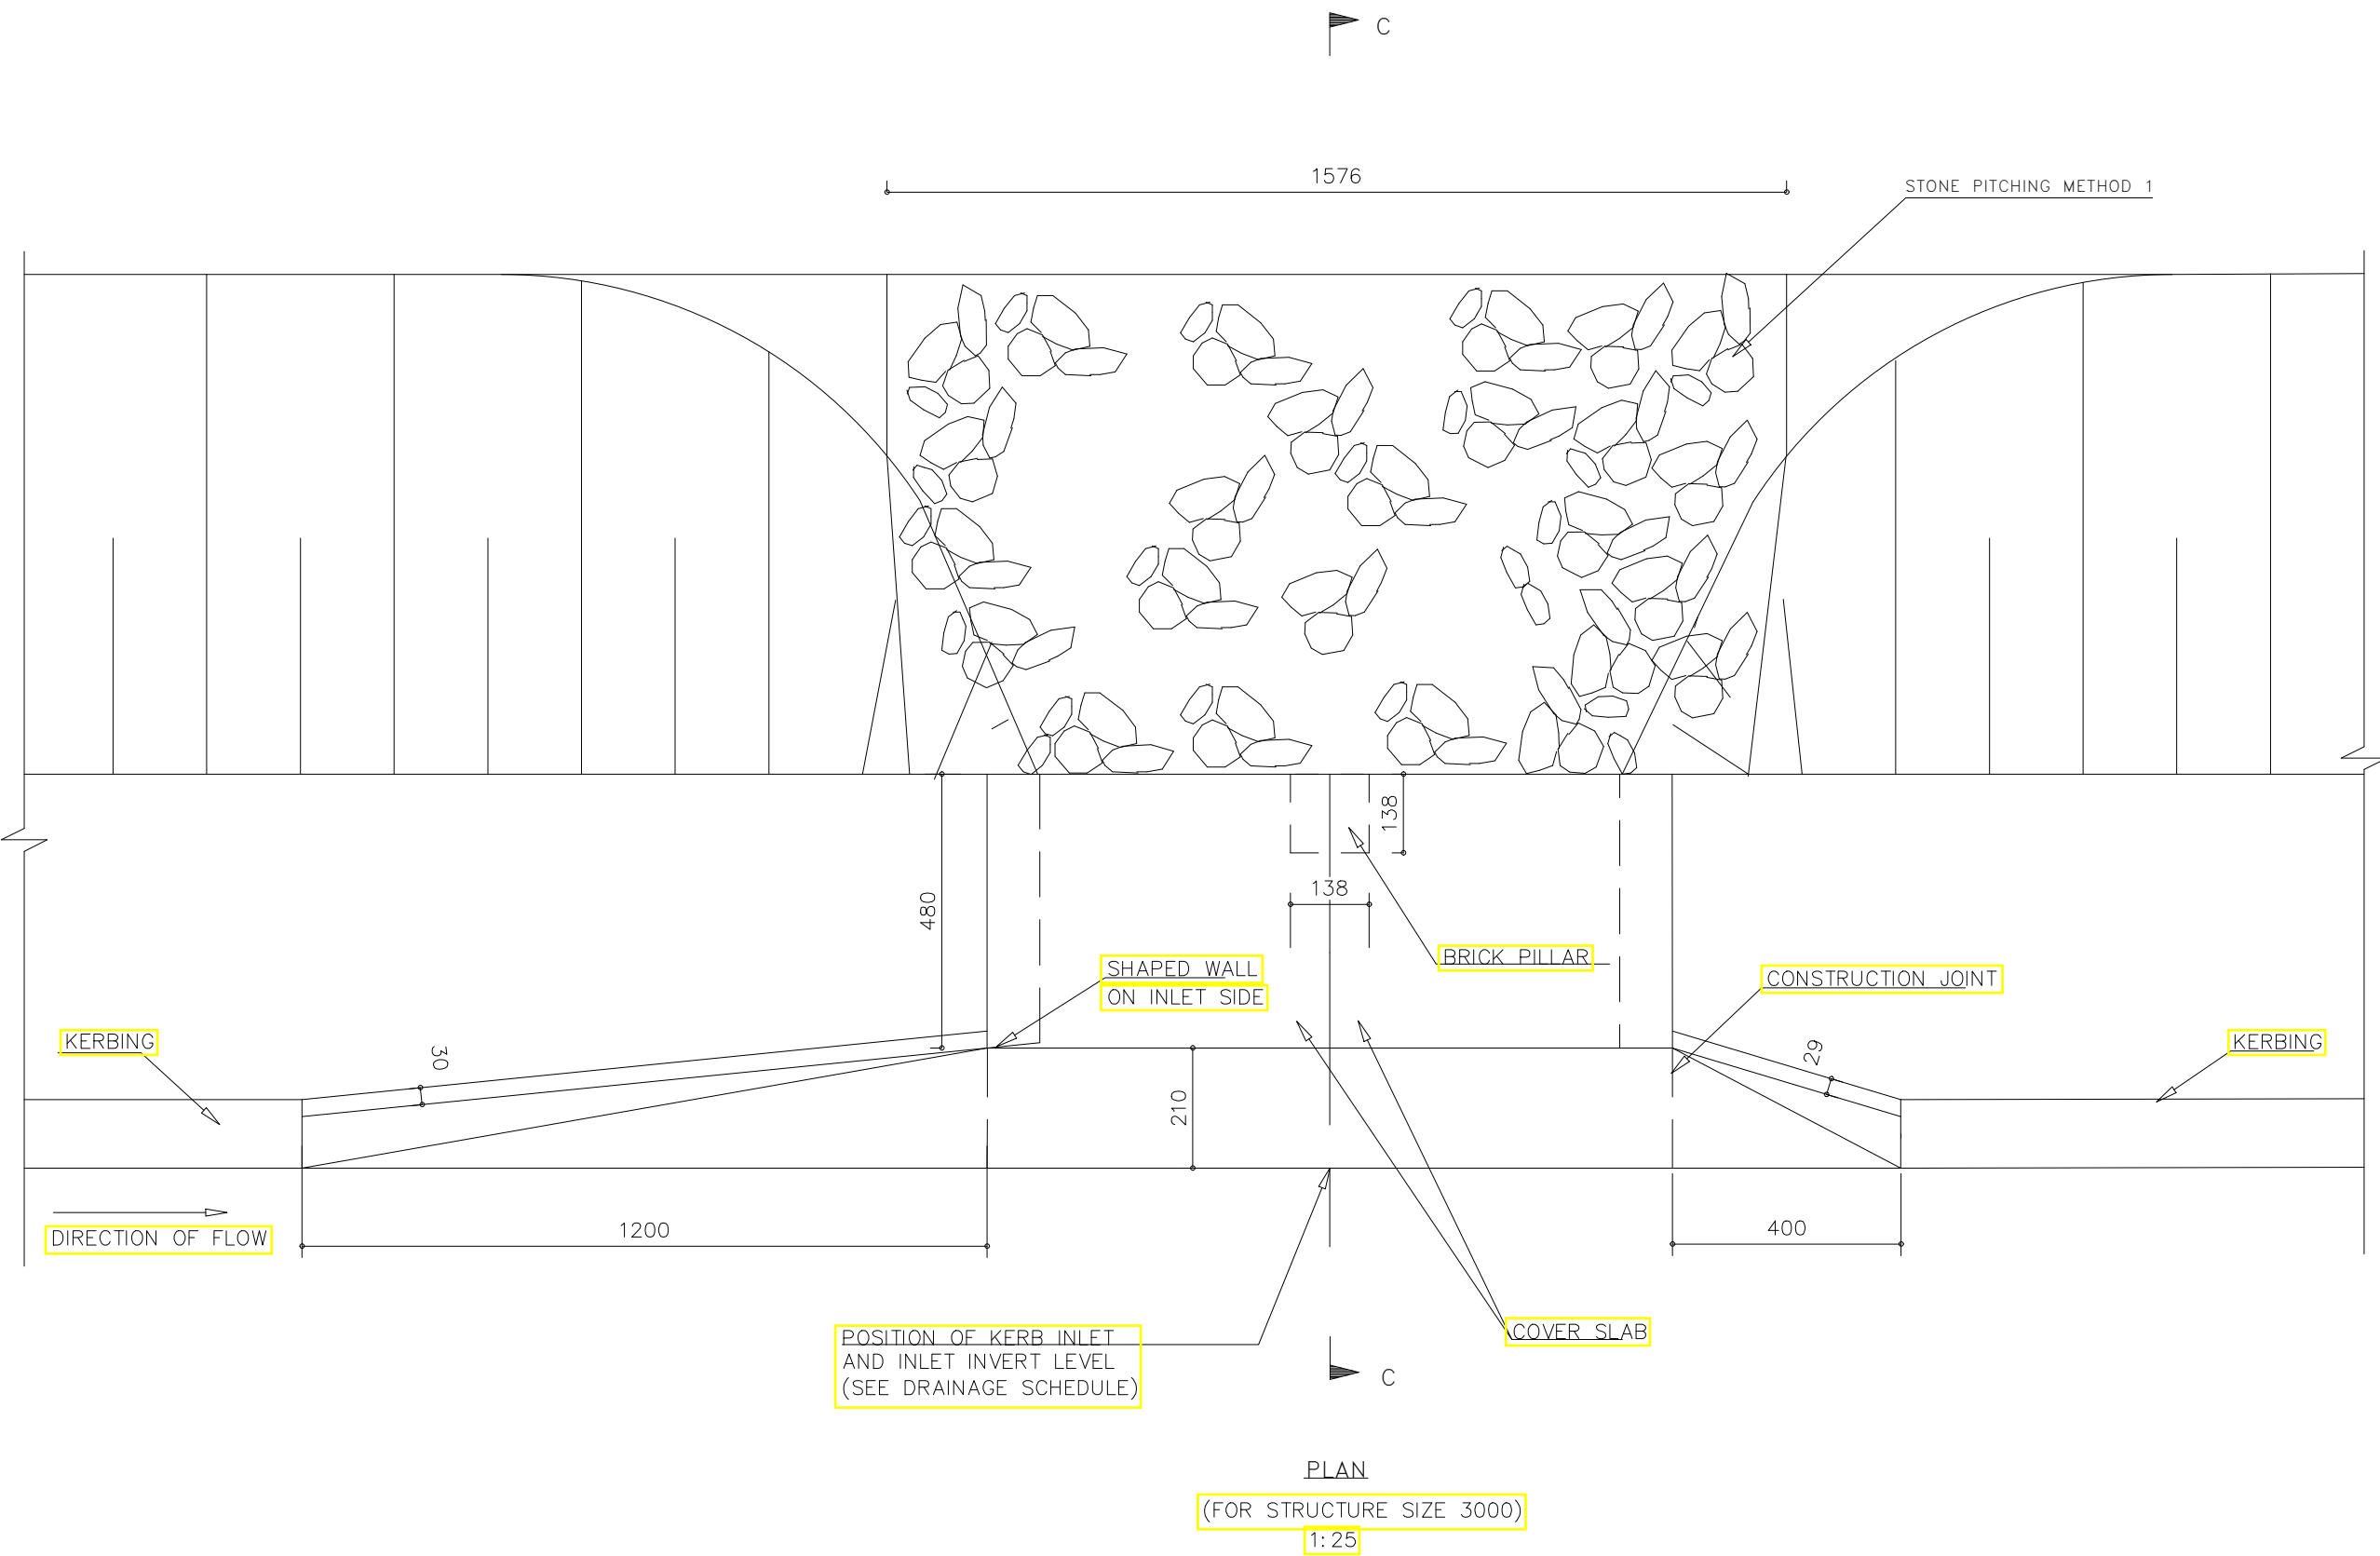 C
1576
STONE PITCHING METHOD 1
138
138
480
BRICK PILLAR
SHAPED WALL
ON INLET SIDE
CONSTRUCTION JOINT
KERBING
30
29
KERBING
210
DIRECTION OF FLOW
1200
400
POSITION OF KERB INLET
AND INLET INVERT LEVEL
(SEE DRAINAGE SCHEDULE)
COVER SLAB
C
PLAN
(FOR STRUCTURE SIZE 3000)
1:25